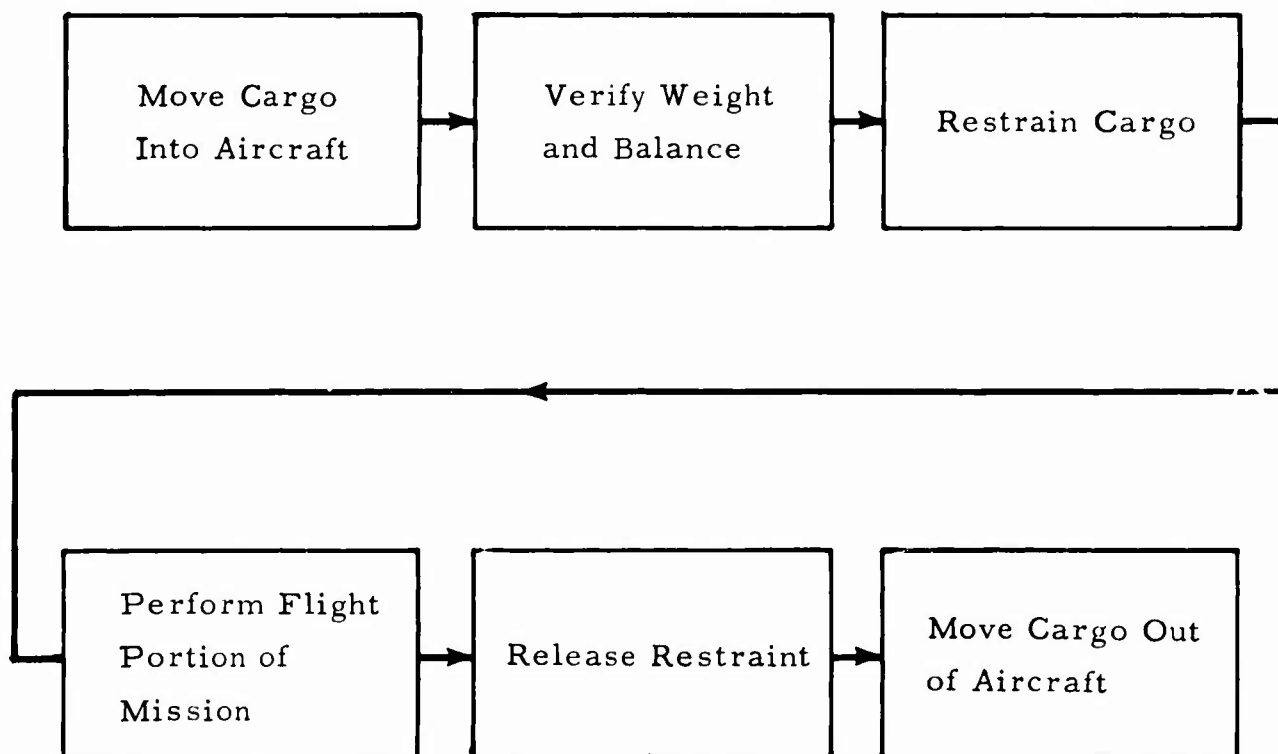 Move Cargo
Into Aircraft
Verify Weight
and Balance
Restrain Cargo
Perform Flight
Portion of
Mission
Release Restraint
Move Cargo Out
of Aircraft